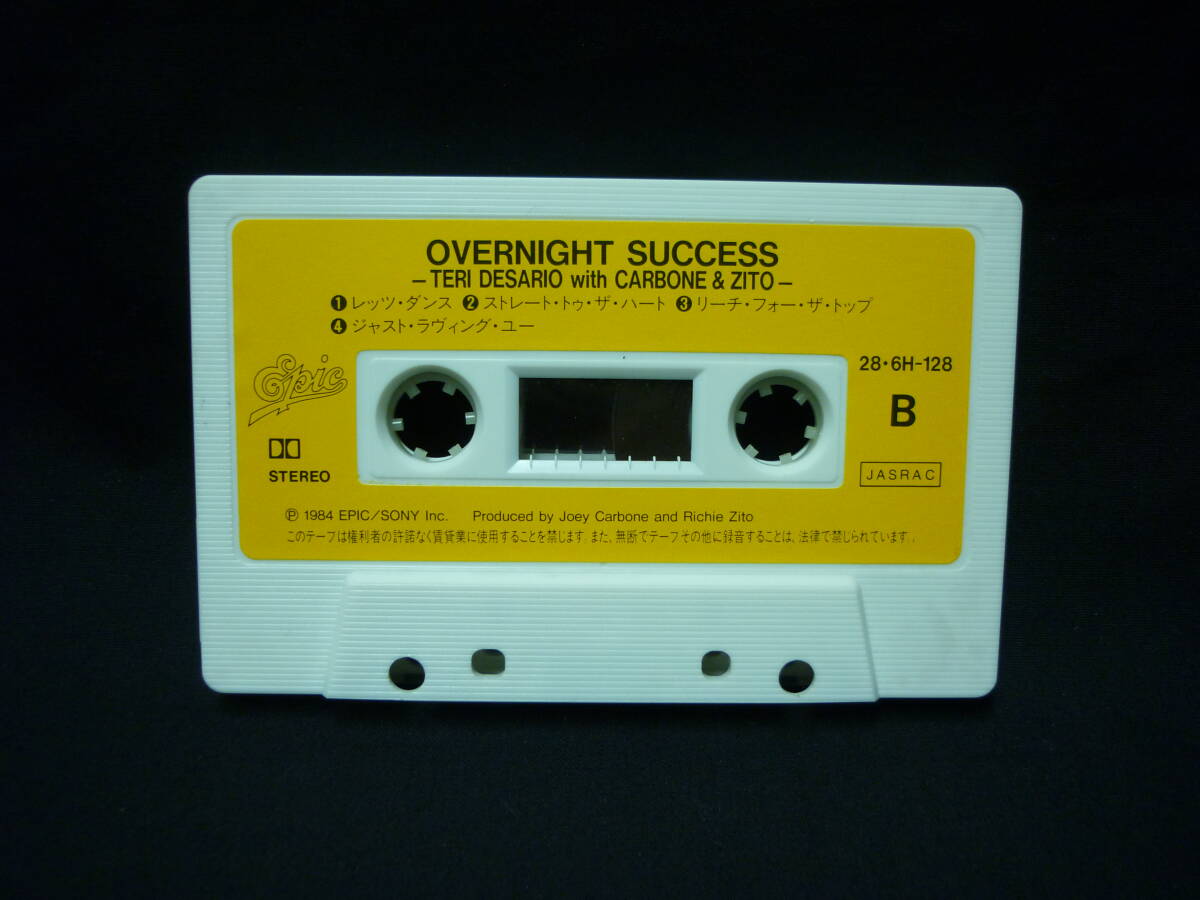 OVERNIGHT SUCCESS
–TERI DESARIO with CARBONE & ZITO–
❶レッツ・ダンス ❷ストレート・トゥ・ザ・ハート ❸リーチ・フォー・ザ・トップ
❹ジャスト・ラヴィング・ユー
Epic
28・6H-128
B
STEREO
JASRAC
Ⓟ 1984 EPIC/SONY Inc. Produced by Joey Carbone and Richie Zito
このテープは権利者の許諾なく賃貸業に使用することを禁じます。また、無断でテープその他に録音することは、法律で禁じられています。